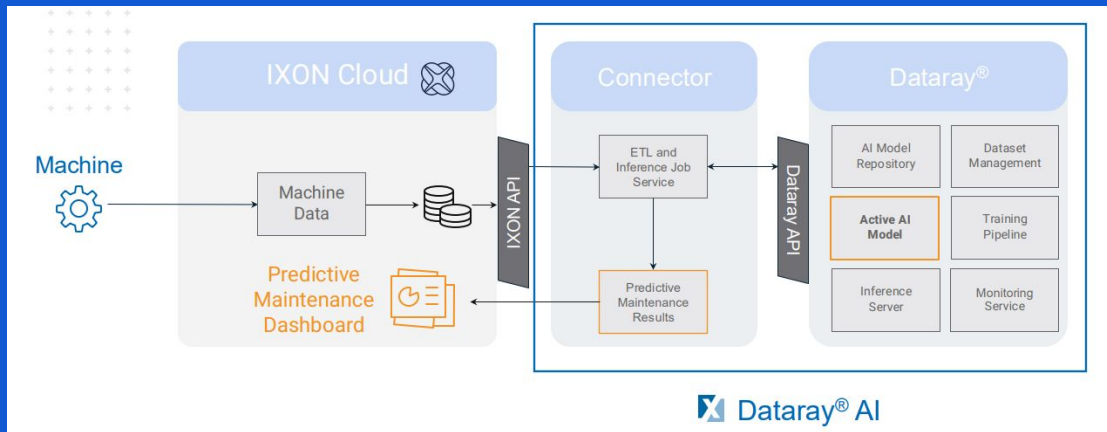 IXON Cloud
Connector
Dataray®
Machine
Machine
Data
IXON API
ETL and
Inference Job
Service
Dataray API
AI Model
Repository
Dataset
Management
Active AI
Model
Training
Pipeline
Predictive
Maintenance
Dashboard
Predictive
Maintenance
Results
Inference
Server
Monitoring
Service
Dataray® AI